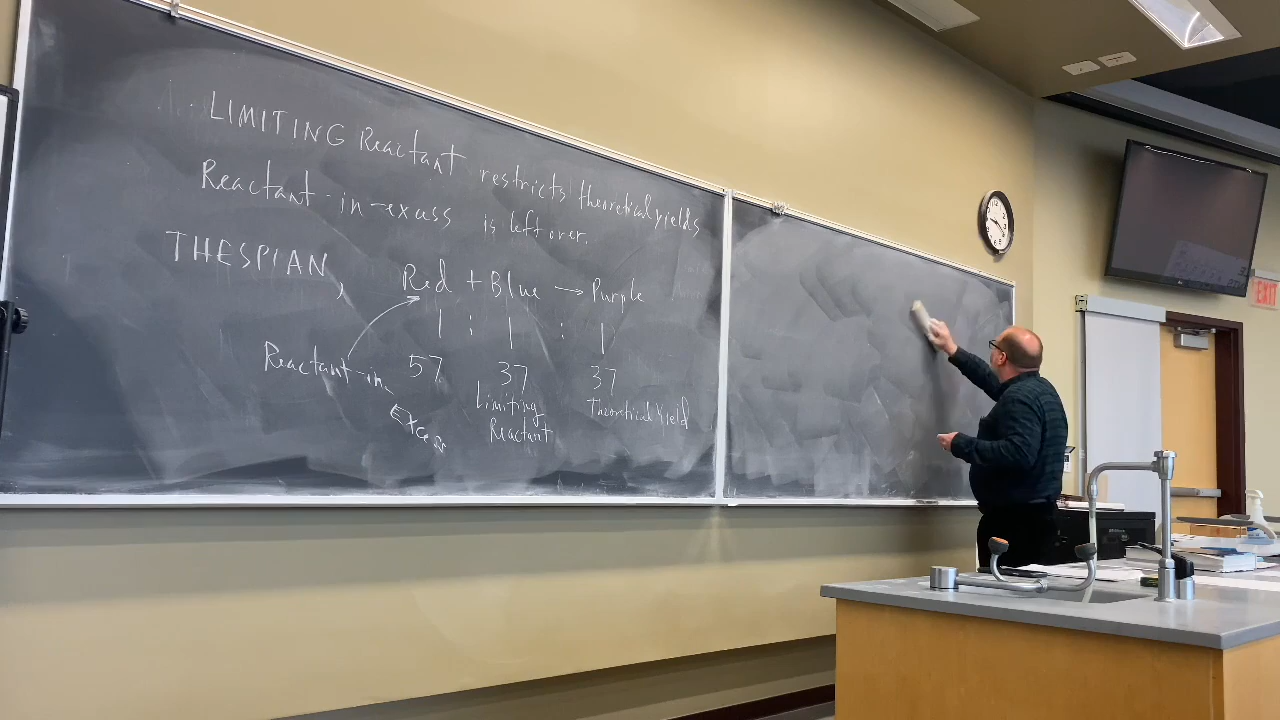 LIMITING Reactant restricts theoretical yields
Reactant-in-exuss is left over.
THESPIAN,
Red + Blue → Purple
1 : 1 : 1
57 37 37
Reactant-in-
Excess
Limiting
Reactant
Theoretical Yield
EXIT